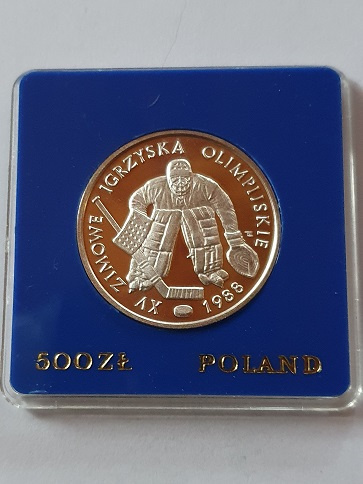 XV ZIMOWE IGRZYSKA OLIMPIJSKIE 1988
500 ZŁ POLAND